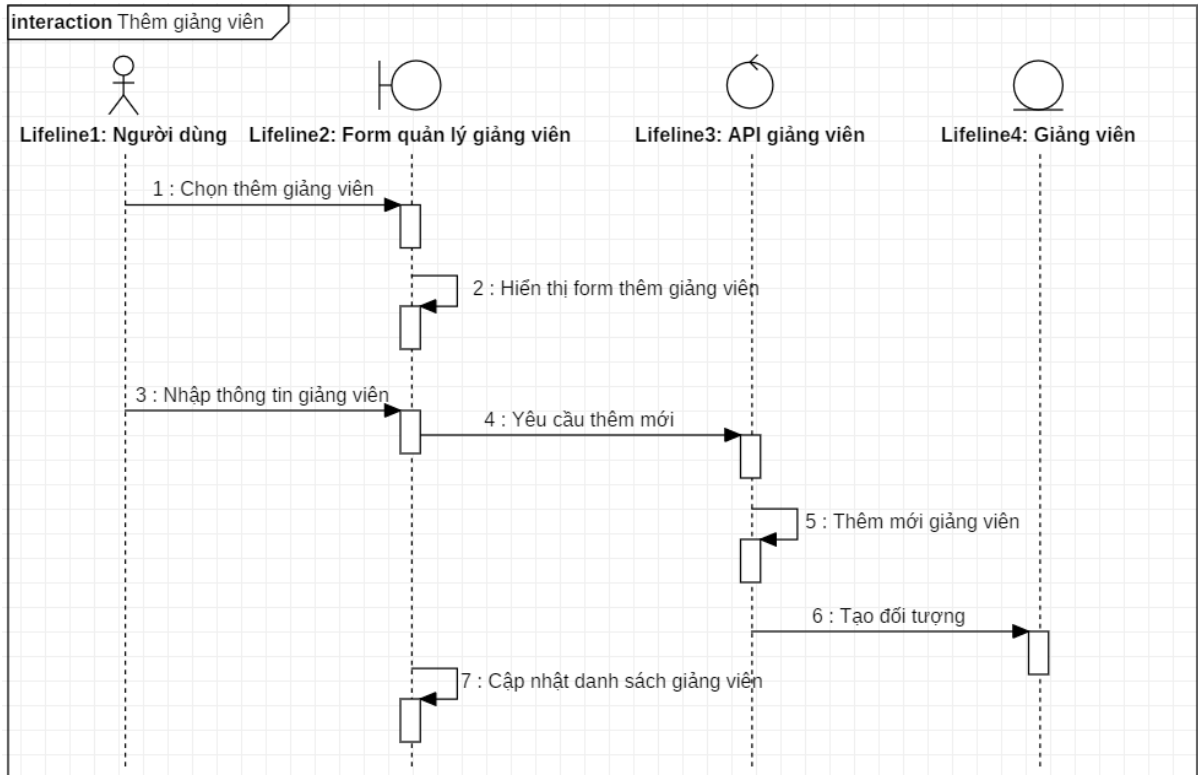 interaction Thêm giảng viên
Lifeline1: Người dùng
Lifeline2: Form quản lý giảng viên
Lifeline3: API giảng viên
Lifeline4: Giảng viên
1 : Chọn thêm giảng viên
2 : Hiển thị form thêm giảng viên
3 : Nhập thông tin giảng viên
4 : Yêu cầu thêm mới
5 : Thêm mới giảng viên
6 : Tạo đối tượng
7 : Cập nhật danh sách giảng viên